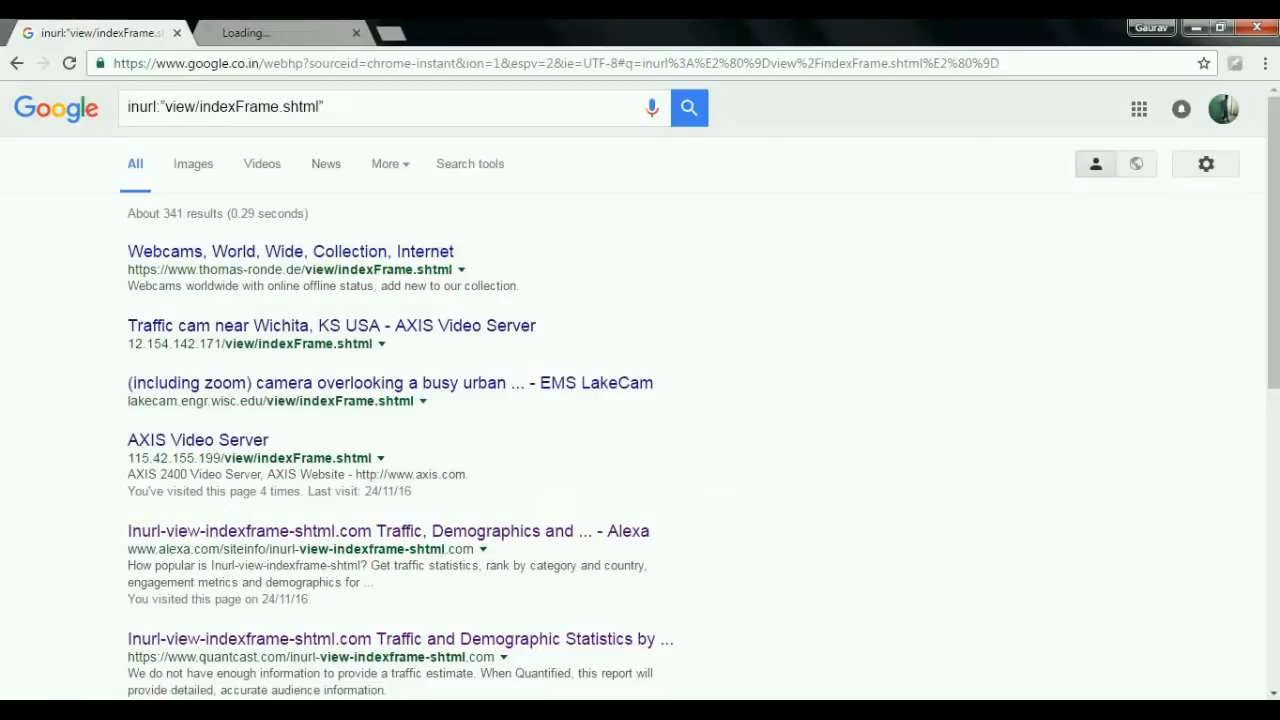 inurl:"view/indexFrame.sh
Loading...
Gaurav
https://www.google.co.in/webhp?sourceid=chrome-instant&ion=1&espv=2&ie=UTF-8#q=inurl%3A%E2%80%9Dview%2FindexFrame.shtml%E2%80%9D
Google
inurl:”view/indexFrame.shtml”
All Images Videos News More Search tools
About 341 results (0.29 seconds)
Webcams, World, Wide, Collection, Internet
https://www.thomas-ronde.de/view/indexFrame.shtml
Webcams worldwide with online offline status, add new to our collection.
Traffic cam near Wichita, KS USA - AXIS Video Server
12.154.142.171/view/indexFrame.shtml
(including zoom) camera overlooking a busy urban ... - EMS LakeCam
lakecam.engr.wisc.edu/view/indexFrame.shtml
AXIS Video Server
115.42.155.199/view/indexFrame.shtml
AXIS 2400 Video Server, AXIS Website - http://www.axis.com.
You've visited this page 4 times. Last visit: 24/11/16
Inurl-view-indexframe-shtml.com Traffic, Demographics and ... - Alexa
www.alexa.com/siteinfo/inurl-view-indexframe-shtml.com
How popular is Inurl-view-indexframe-shtml? Get traffic statistics, rank by category and country,
engagement metrics and demographics for ...
You visited this page on 24/11/16.
Inurl-view-indexframe-shtml.com Traffic and Demographic Statistics by ...
https://www.quantcast.com/inurl-view-indexframe-shtml.com
We do not have enough information to provide a traffic estimate. When Quantified, this report will
provide detailed, accurate audience information.